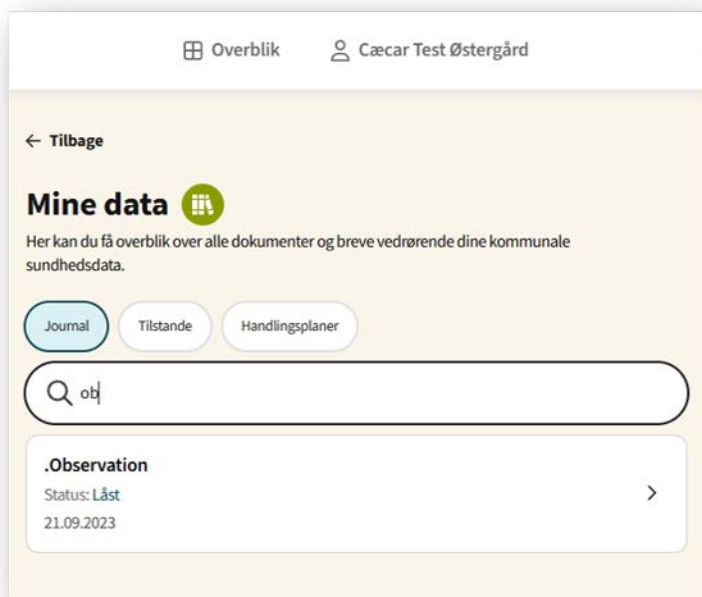 Overblik
Cæcar Test Østergård
← Tilbage
Mine data
Her kan du få overblik over alle dokumenter og breve vedrørende dine kommunale
sundhedsdata.
Journal
Tilstande
Handlingsplaner
ob
.Observation
Status: Låst
21.09.2023